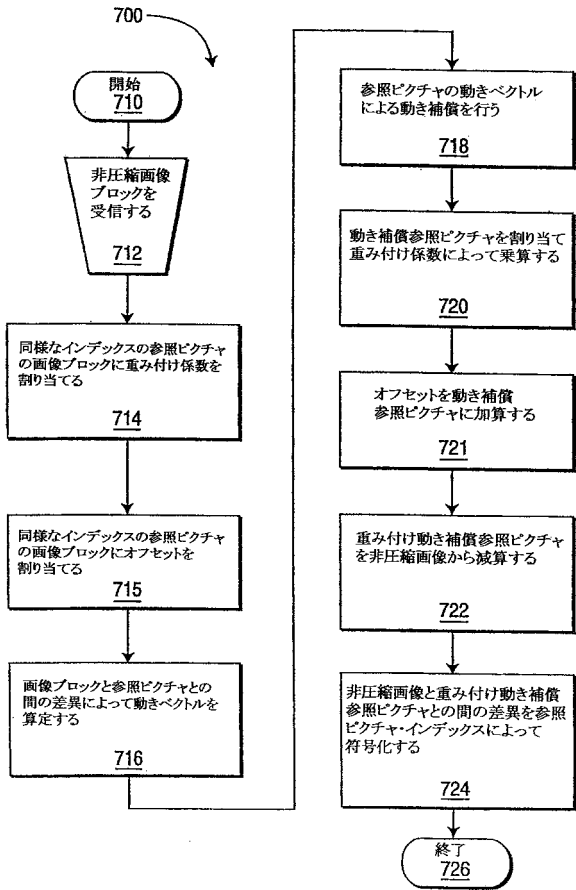 700
開始
710
非圧縮画像
ブロックを
受信する
712
同様なインデックスの参照ピクチャ
の画像ブロックに重み付け係数を
割り当てる
714
同様なインデックスの参照ピクチャ
の画像ブロックにオフセットを
割り当てる
715
画像ブロックと参照ピクチャとの
間の差異によって動きベクトルを
算定する
716
参照ピクチャの動きベクトル
による動き補償を行う
718
動き補償参照ピクチャを割り当て
重み付け係数によって乗算する
720
オフセットを動き補償
参照ピクチャに加算する
721
重み付け動き補償参照ピクチャ
を非圧縮画像から減算する
722
非圧縮画像と重み付け動き補償
参照ピクチャとの間の差異を参照
ピクチャ・インデックスによって
符号化する
724
終了
726